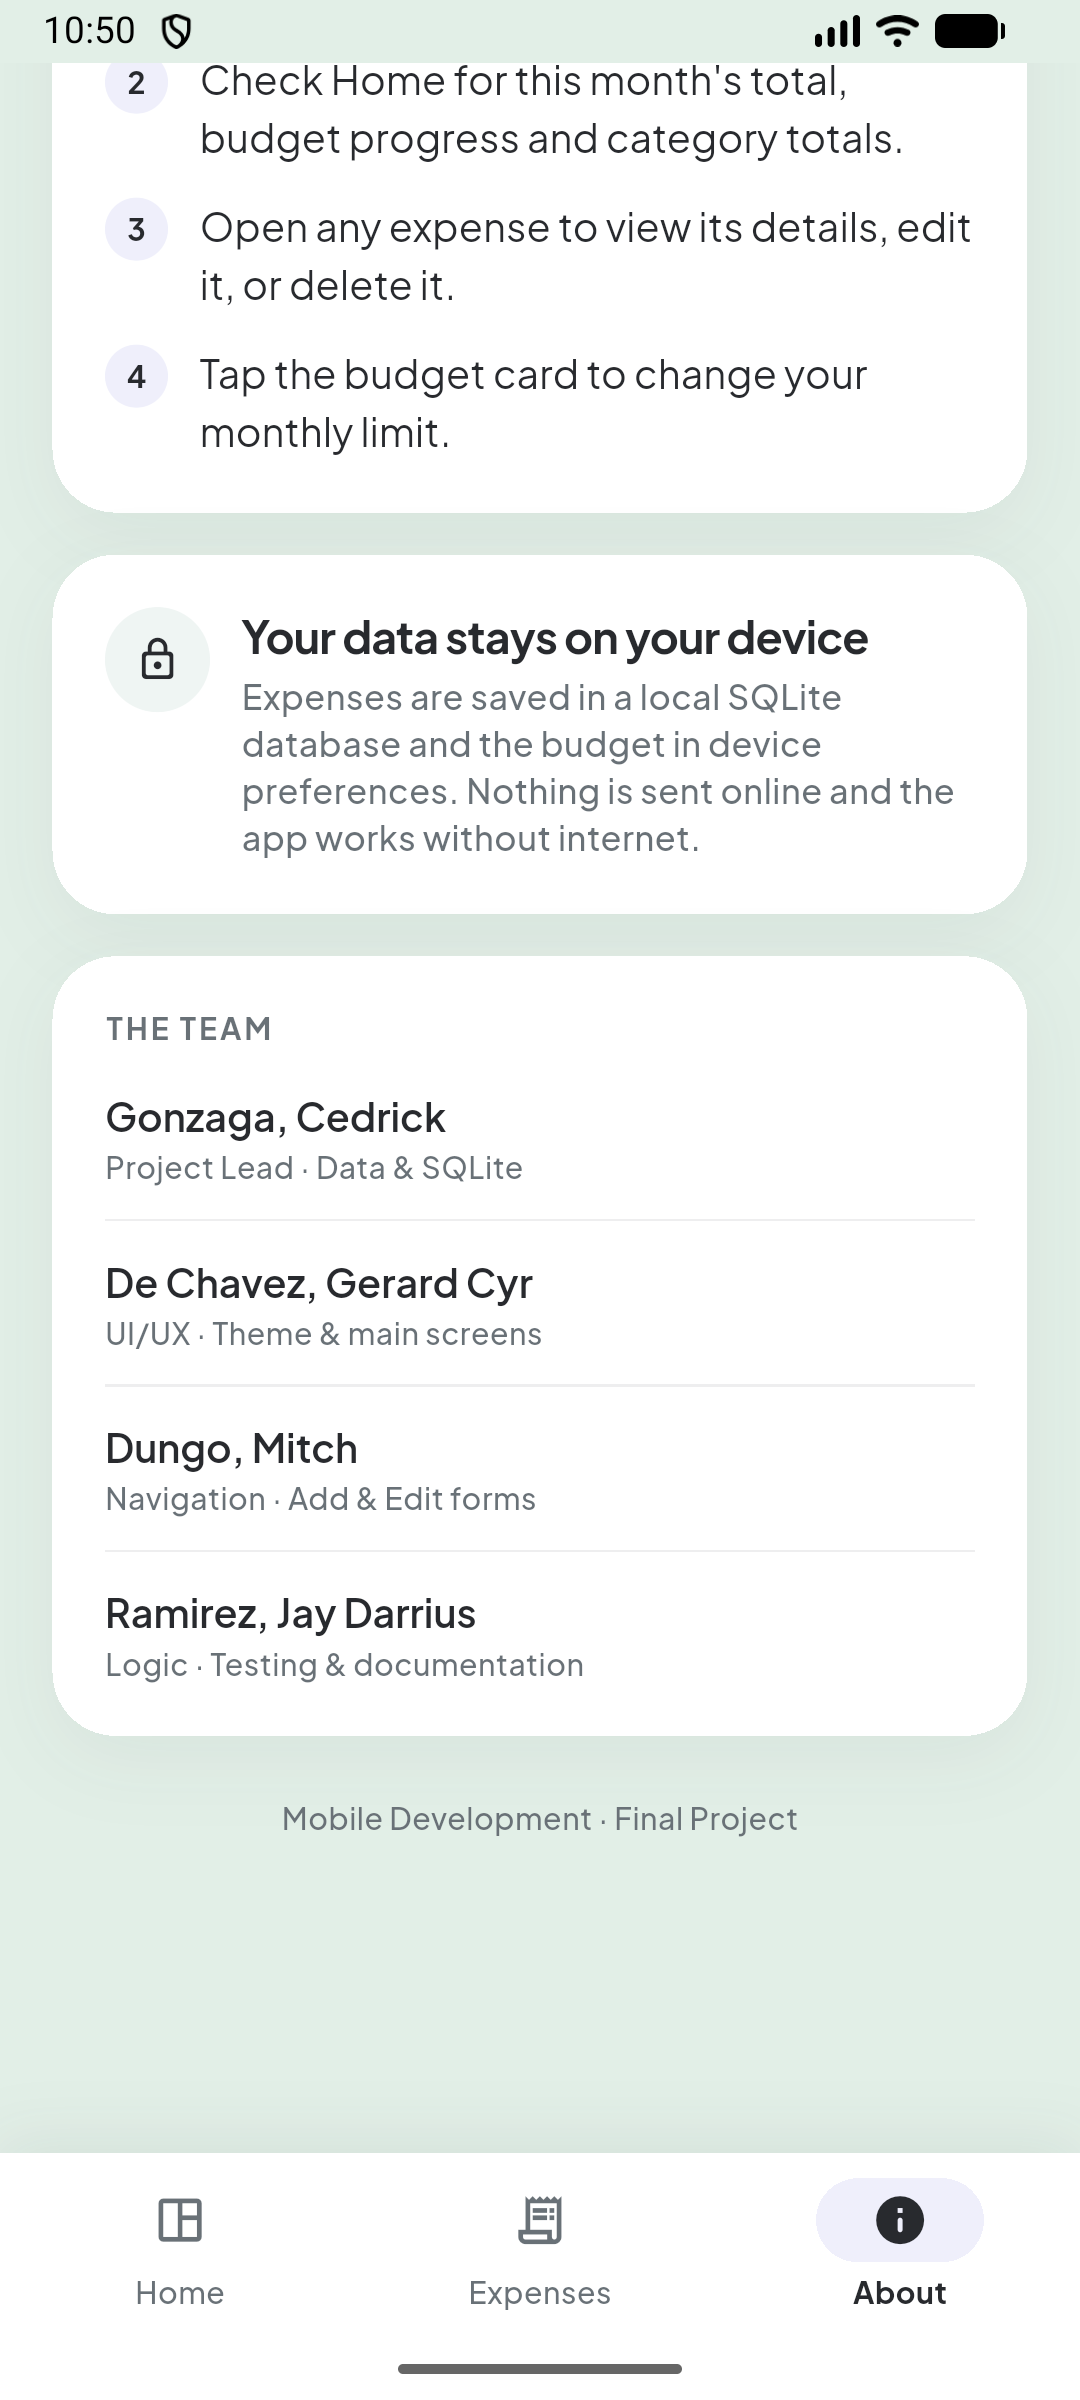 10:50
2 Check Home for this month's total,
budget progress and category totals.
3 Open any expense to view its details, edit
it, or delete it.
4 Tap the budget card to change your
monthly limit.
Your data stays on your device
Expenses are saved in a local SQLite
database and the budget in device
preferences. Nothing is sent online and the
app works without internet.
THE TEAM
Gonzaga, Cedrick
Project Lead · Data & SQLite
De Chavez, Gerard Cyr
UI/UX · Theme & main screens
Dungo, Mitch
Navigation · Add & Edit forms
Ramirez, Jay Darrius
Logic · Testing & documentation
Mobile Development · Final Project
Home Expenses About